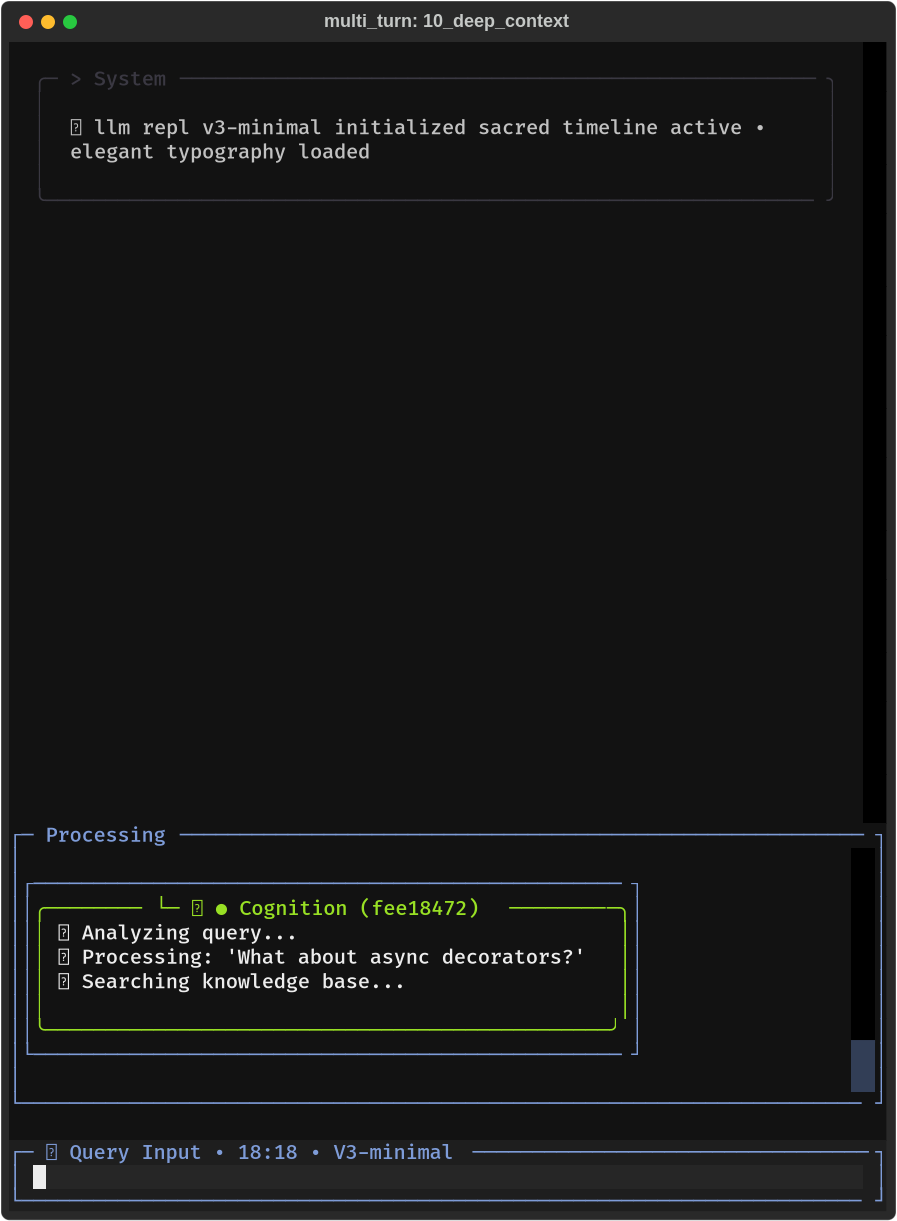 multi_turn: 10_deep_context
> System
llm repl v3-minimal initialized sacred timeline active •
elegant typography loaded
Processing
● Cognition (fee18472)
Analyzing query...
Processing: 'What about async decorators?'
Searching knowledge base...
Query Input • 18:18 • V3-minimal